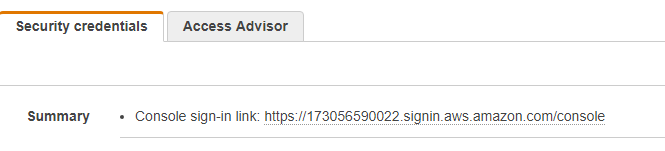 Security credentials
Access Advisor
Summary
• Console sign-in link: https://173056590022.signin.aws.amazon.com/console